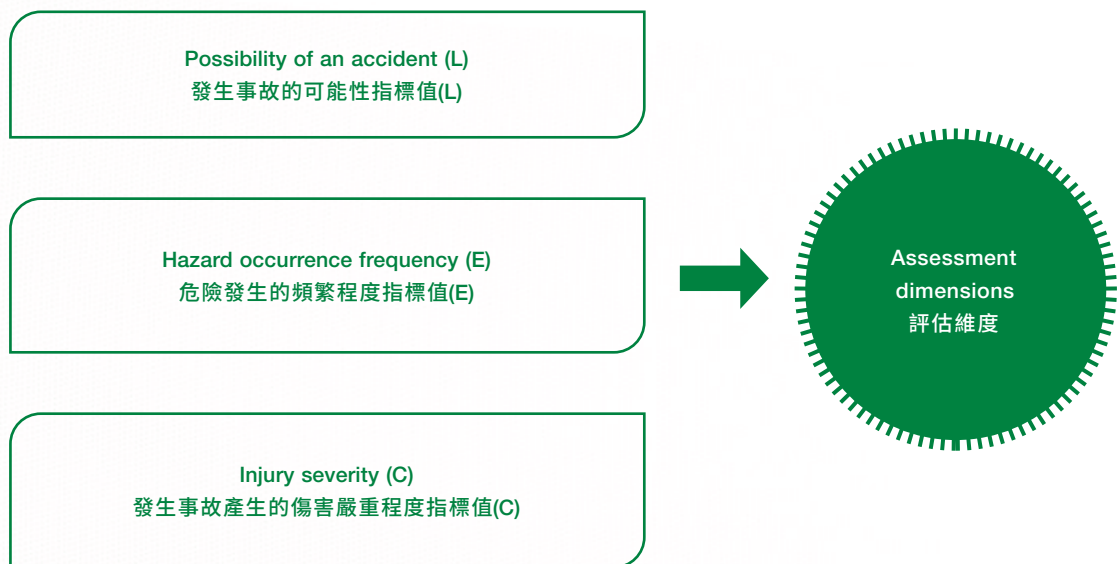 Possibility of an accident (L)
發生事故的可能性指標值(L)
Hazard occurrence frequency (E)
危險發生的頻繁程度指標值(E)
Injury severity (C)
發生事故產生的傷害嚴重程度指標值(C)
Assessment
dimensions
評估維度